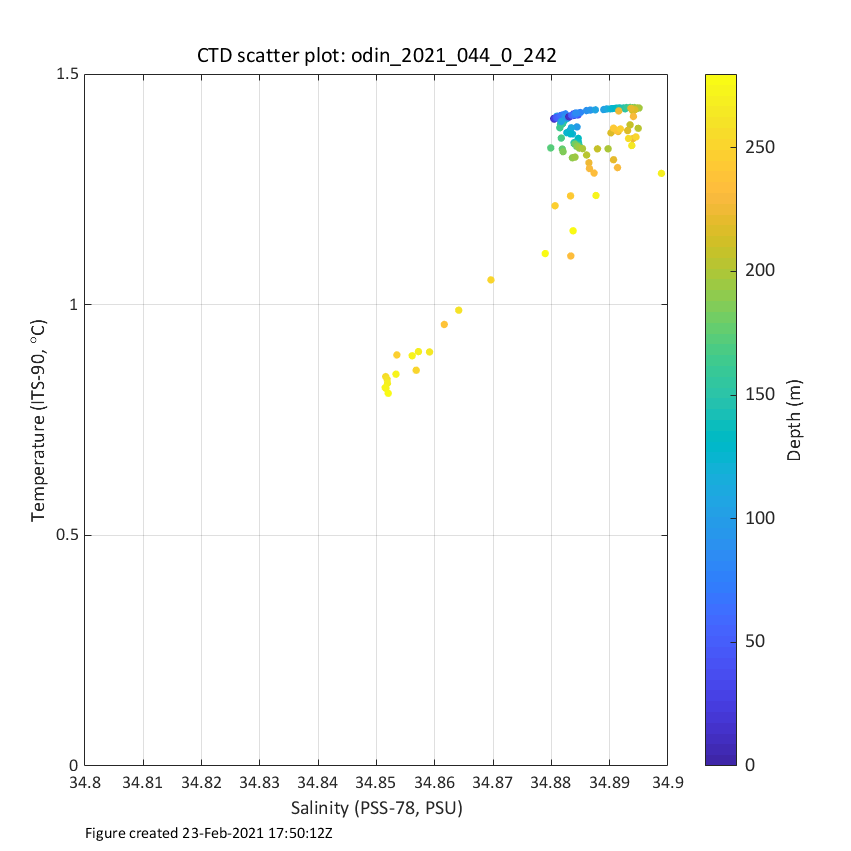 CTD scatter plot: odin_2021_044_0_242
1.5
1
0.5
0
Temperature (ITS-90, °C)
34.8 34.81 34.82 34.83 34.84 34.85 34.86 34.87 34.88 34.89 34.9
Salinity (PSS-78, PSU)
250
200
150
100
50
0
Depth (m)
Figure created 23-Feb-2021 17:50:12Z